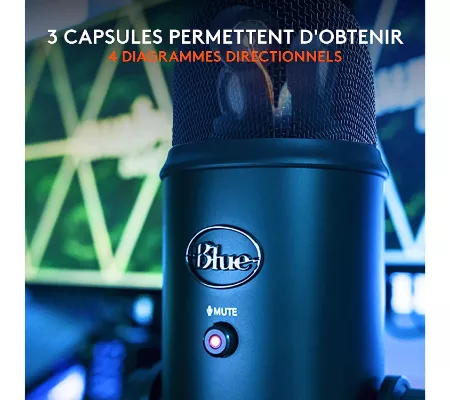 3 CAPSULES PERMETTENT D'OBTENIR
4 DIAGRAMMES DIRECTIONNELS
Blue
MUTE